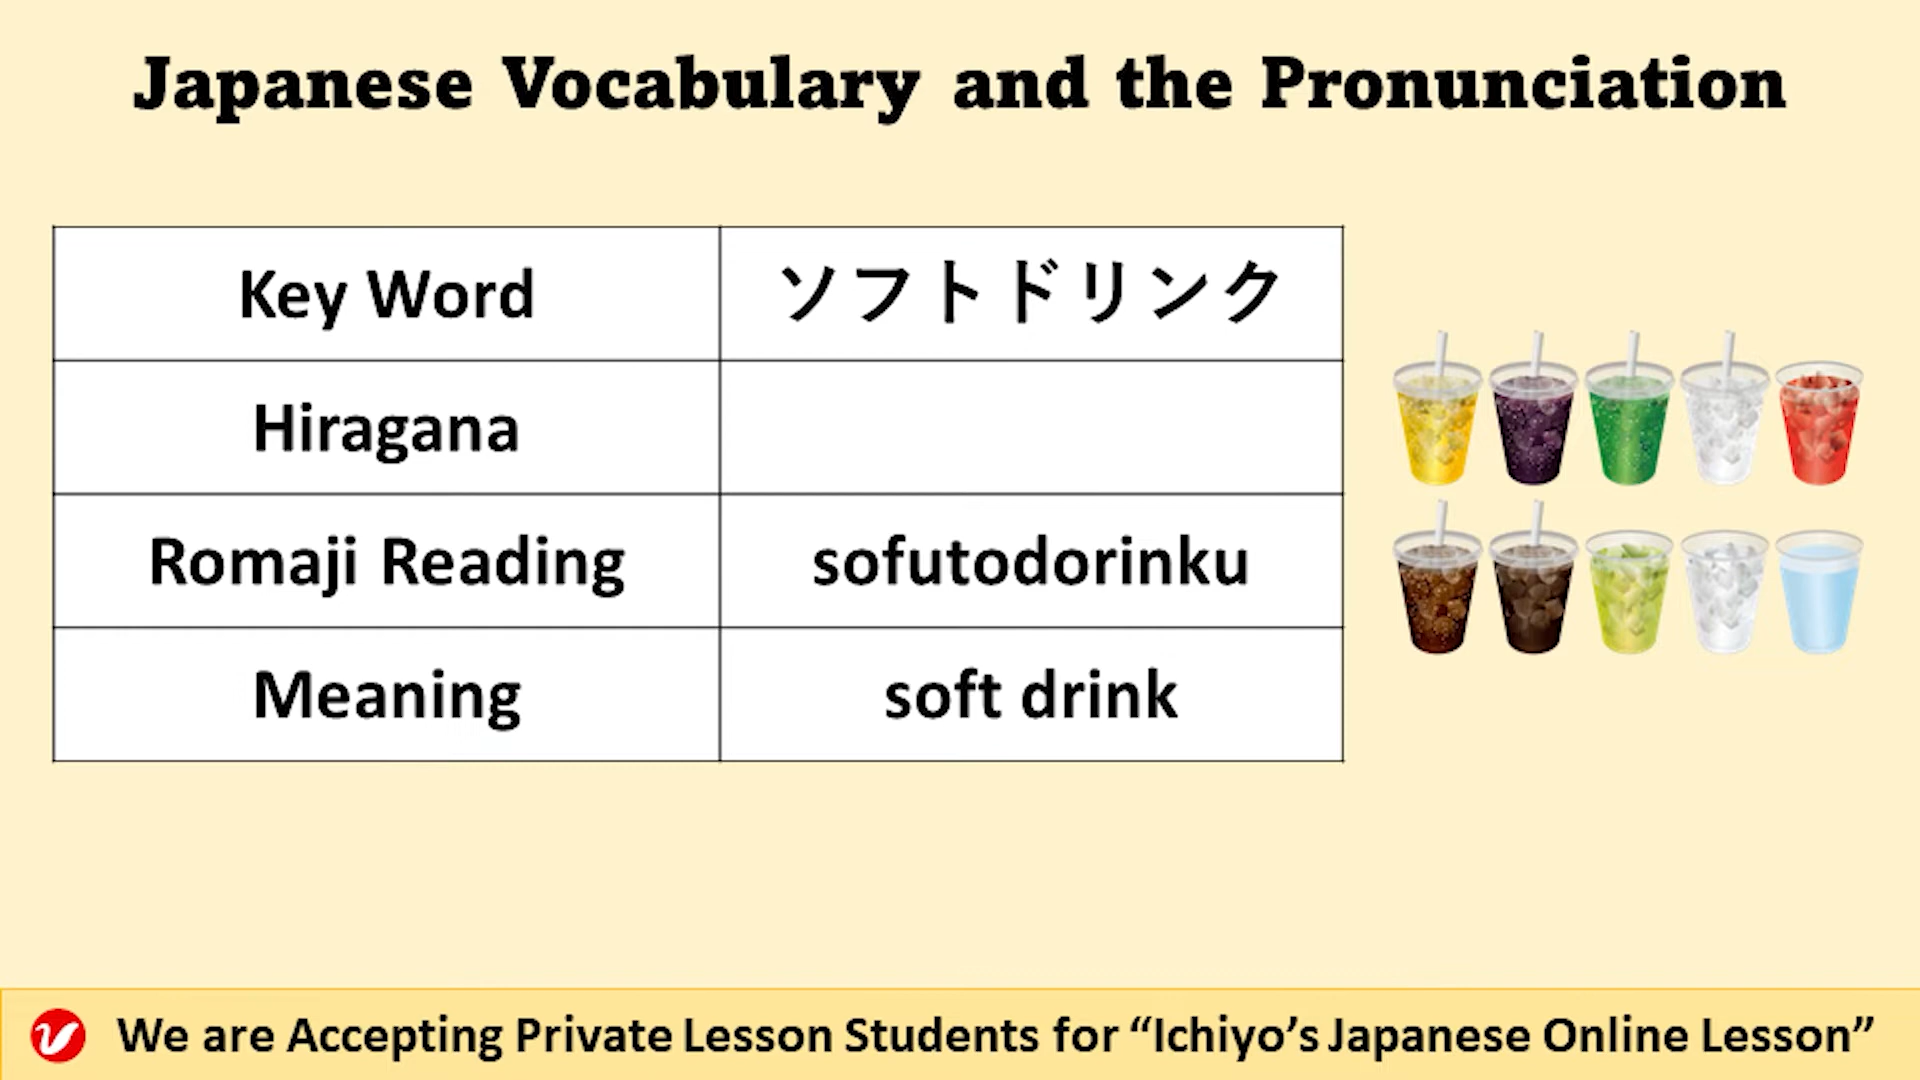 Japanese Vocabulary and the Pronunciation
Key Word ソフトドリンク
Hiragana
Romaji Reading sofutodorinku
Meaning soft drink
We are Accepting Private Lesson Students for “Ichiyo’s Japanese Online Lesson”